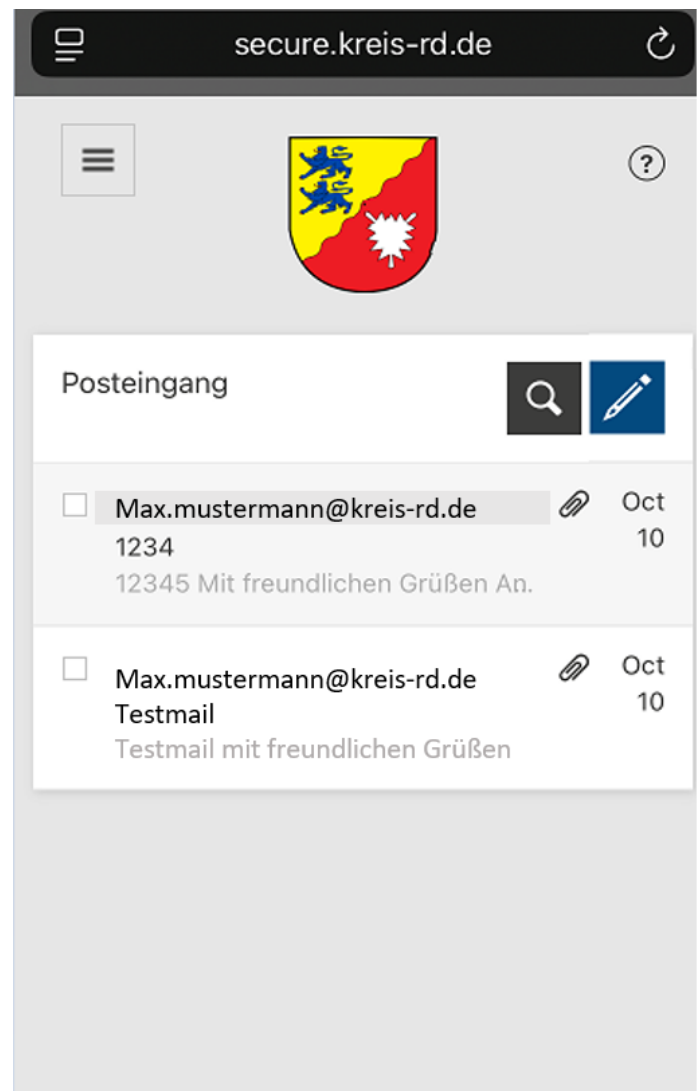 secure.kreis-rd.de
?
Posteingang
Max.mustermann@kreis-rd.de Oct
1234 10
12345 Mit freundlichen Grüßen An.
Max.mustermann@kreis-rd.de Oct
Testmail 10
Testmail mit freundlichen Grüßen